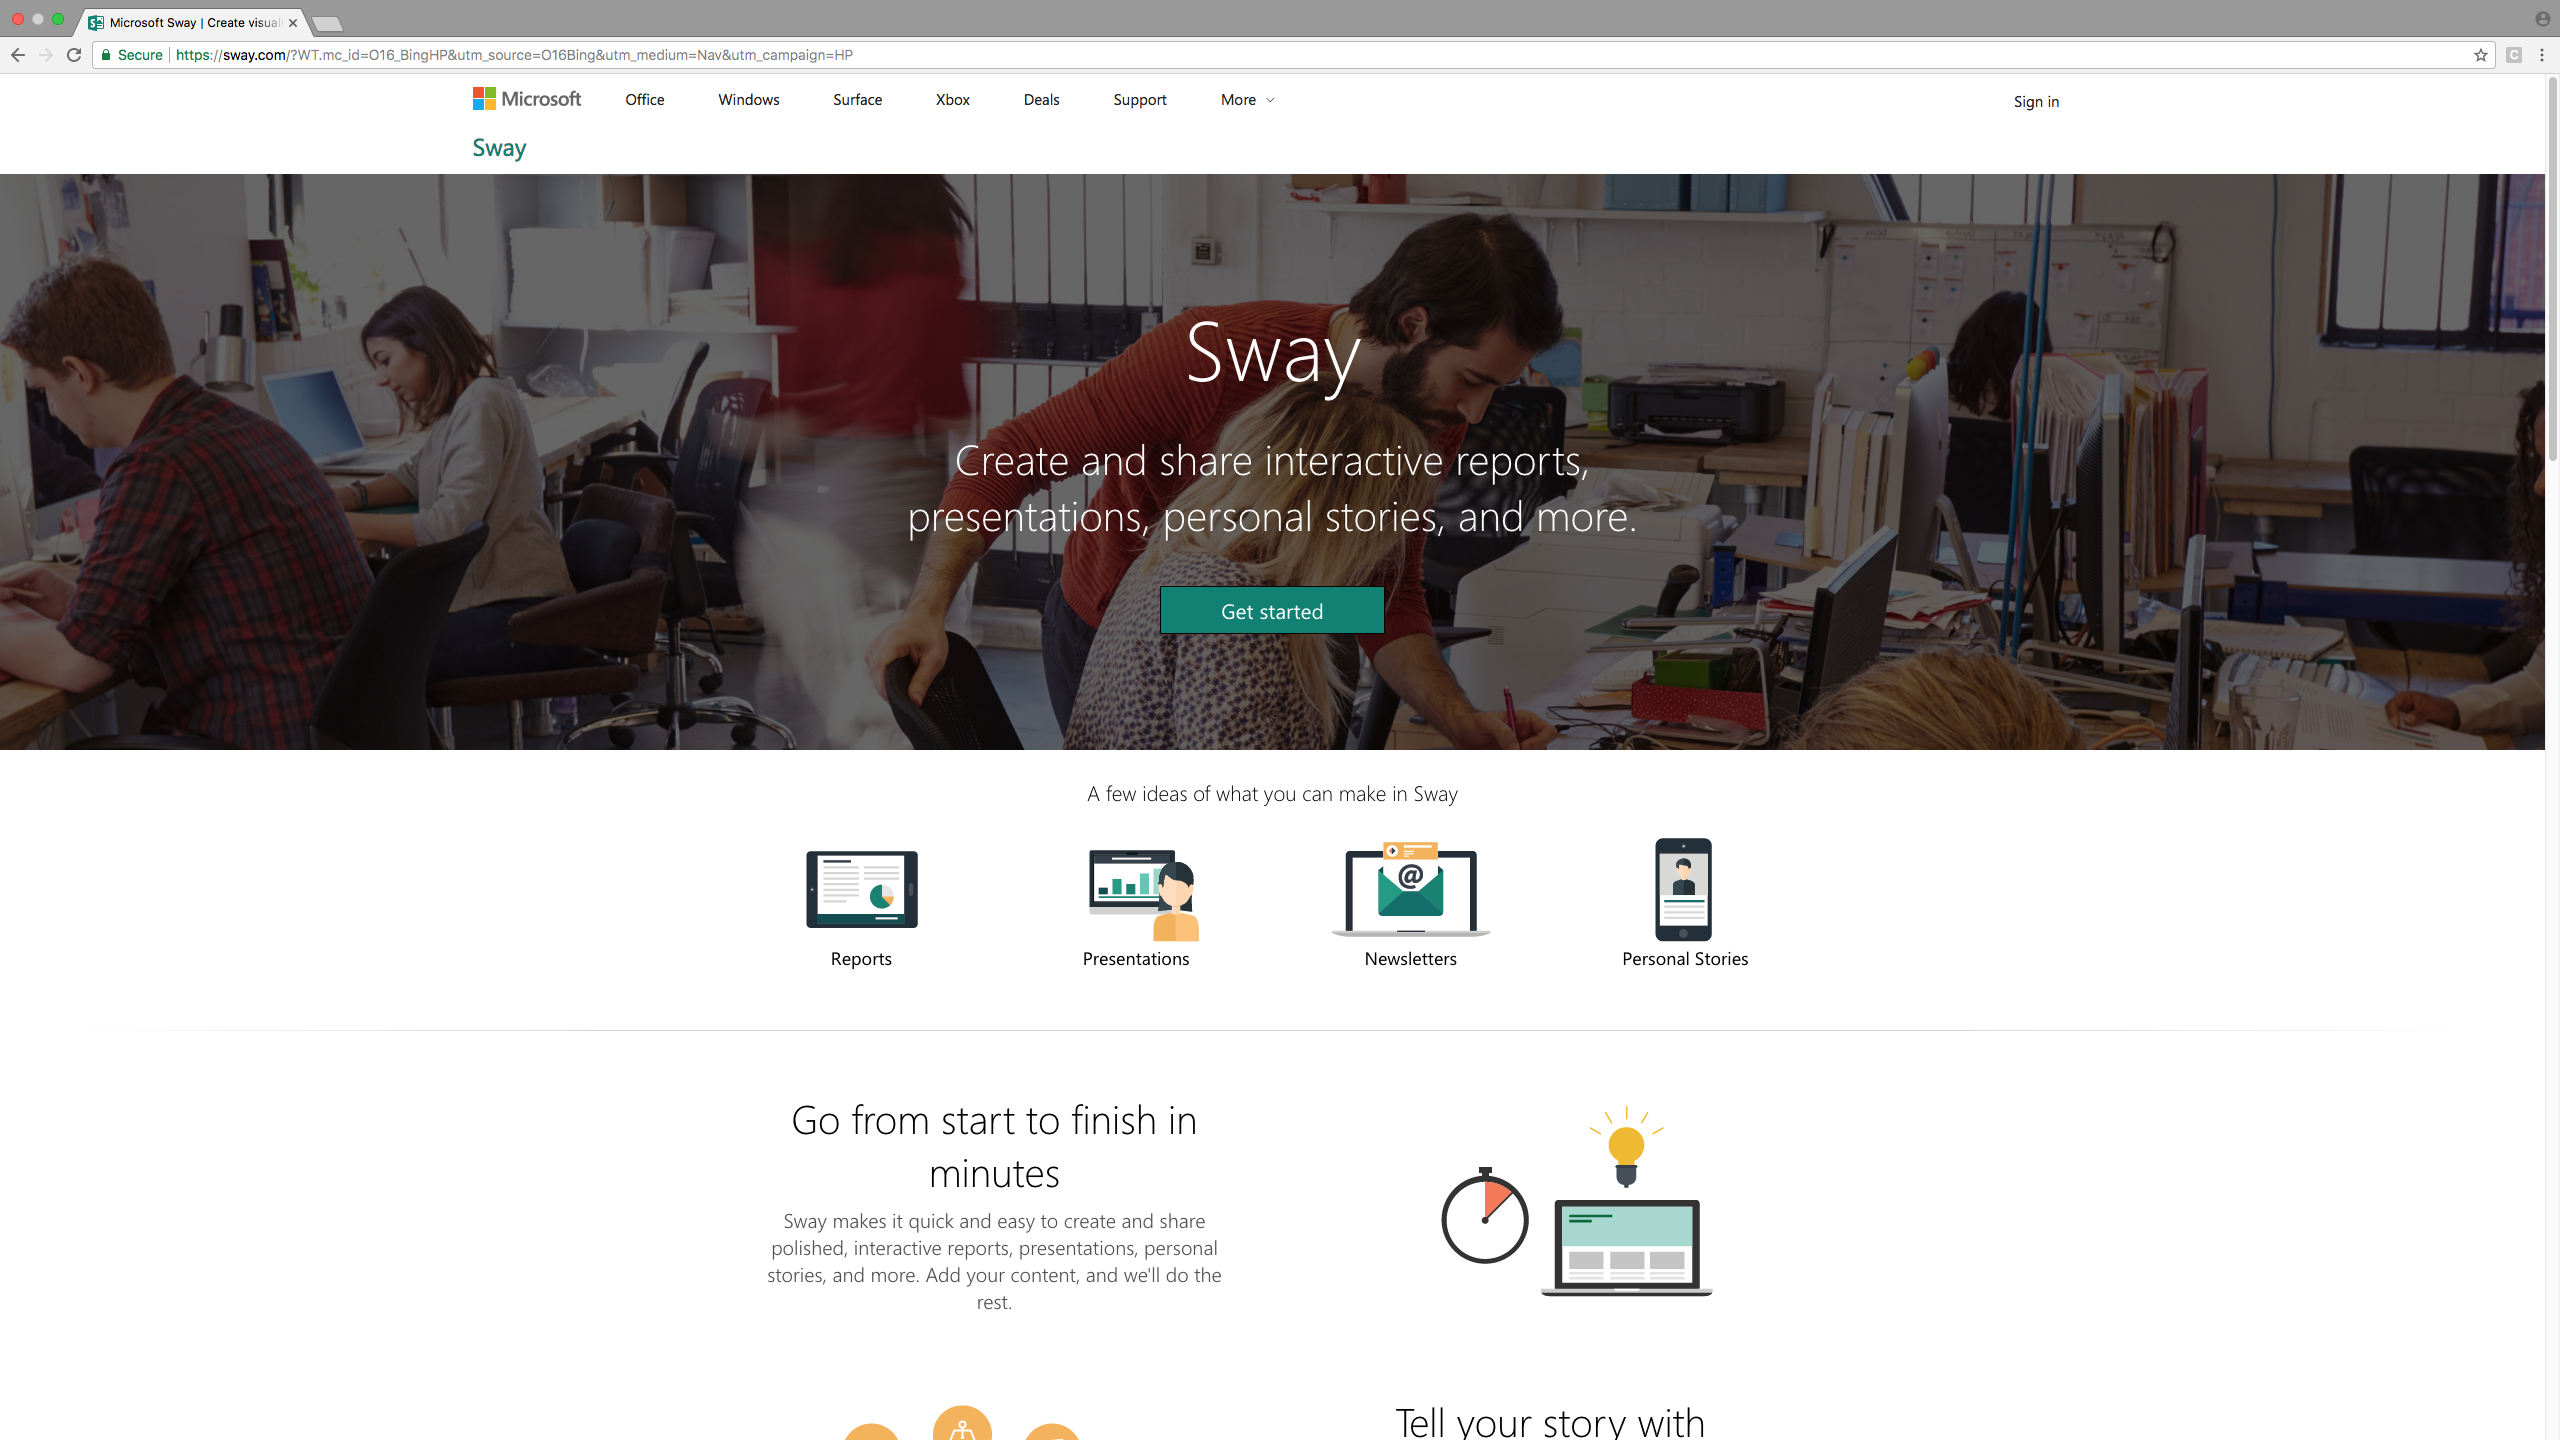 Microsoft Sway | Create visual
Secure https://sway.com/?WT.mc_id=O16_BingHP&utm_source=O16Bing&utm_medium=Nav&utm_campaign=HP
Microsoft Office Windows Surface Xbox Deals Support More Sign in
Sway
Sway
Create and share interactive reports,
presentations, personal stories, and more.
Get started
A few ideas of what you can make in Sway
Reports Presentations Newsletters Personal Stories
Go from start to finish in
minutes
Sway makes it quick and easy to create and share
polished, interactive reports, presentations, personal
stories, and more. Add your content, and we'll do the
rest.
Tell your story with